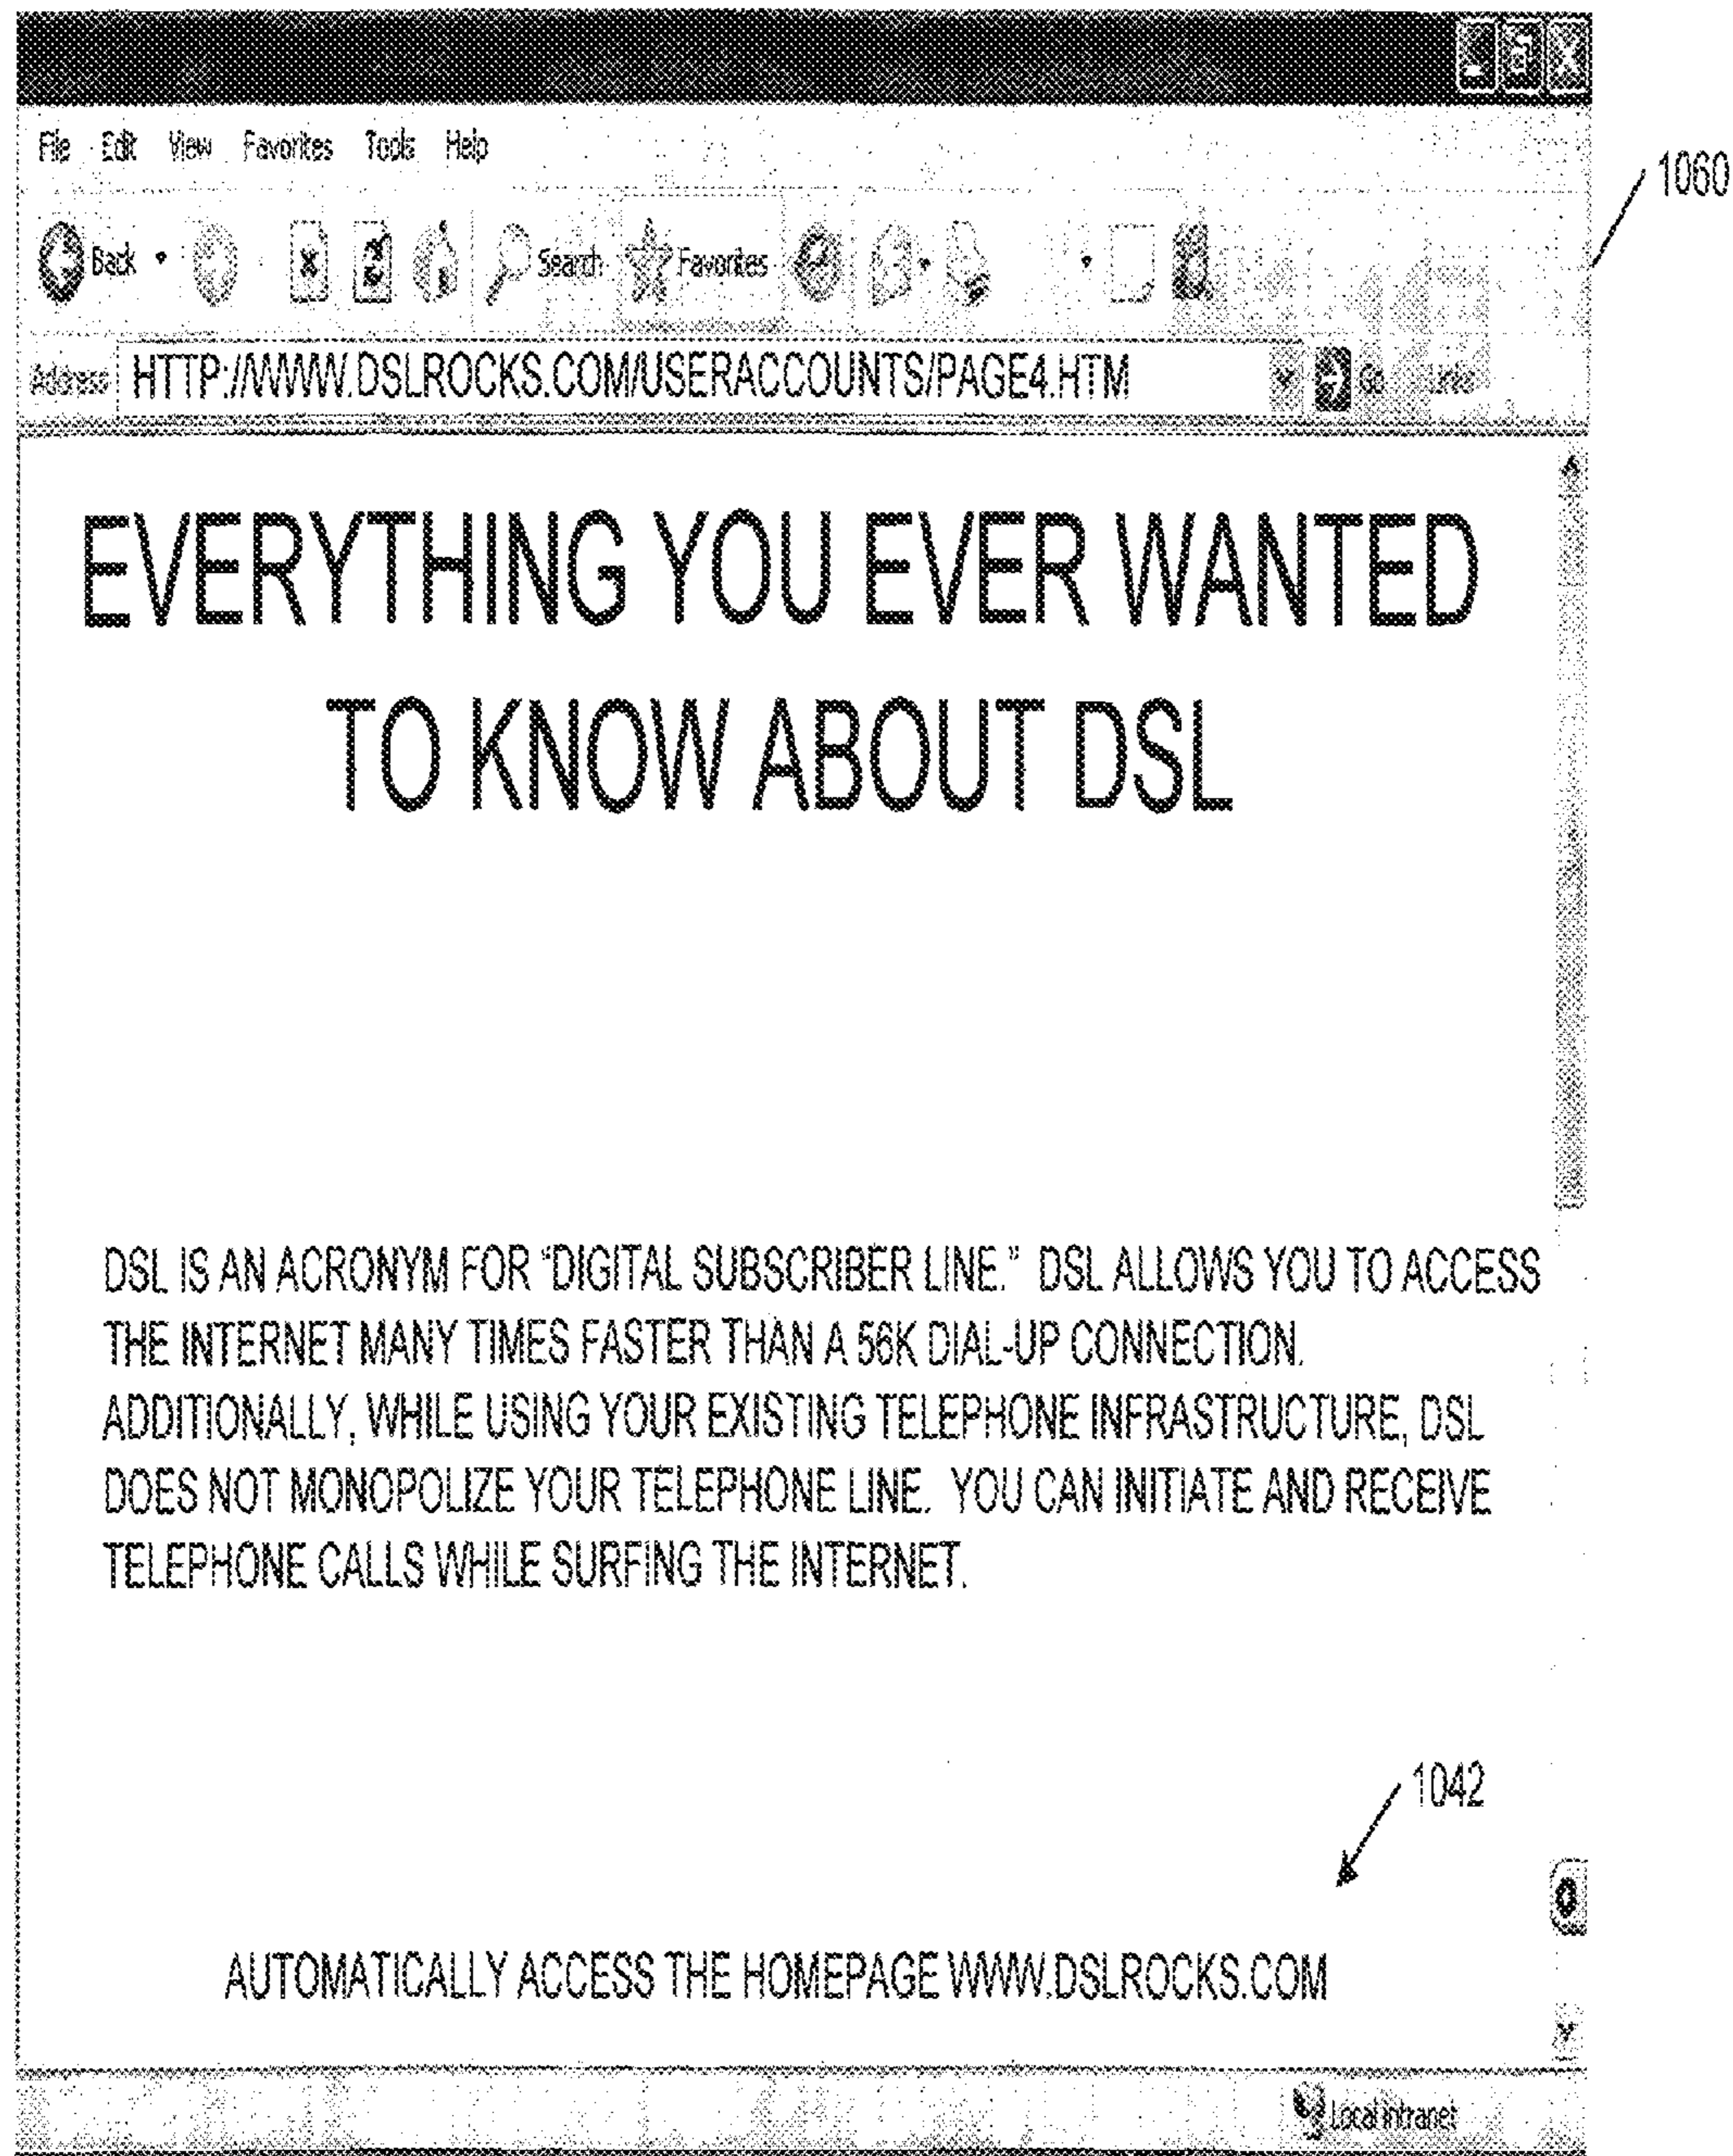 File Edit View Favorites Tools Help
1060
Back Search Favorites
Address HTTP://WWW.DSLROCKS.COM/USERACCOUNTS/PAGE4.HTM Go Links
EVERYTHING YOU EVER WANTED
TO KNOW ABOUT DSL
DSL IS AN ACRONYM FOR "DIGITAL SUBSCRIBER LINE." DSL ALLOWS YOU TO ACCESS
THE INTERNET MANY TIMES FASTER THAN A 56K DIAL-UP CONNECTION.
ADDITIONALLY, WHILE USING YOUR EXISTING TELEPHONE INFRASTRUCTURE, DSL
DOES NOT MONOPOLIZE YOUR TELEPHONE LINE. YOU CAN INITIATE AND RECEIVE
TELEPHONE CALLS WHILE SURFING THE INTERNET.
1042
AUTOMATICALLY ACCESS THE HOMEPAGE WWW.DSLROCKS.COM
Local intranet